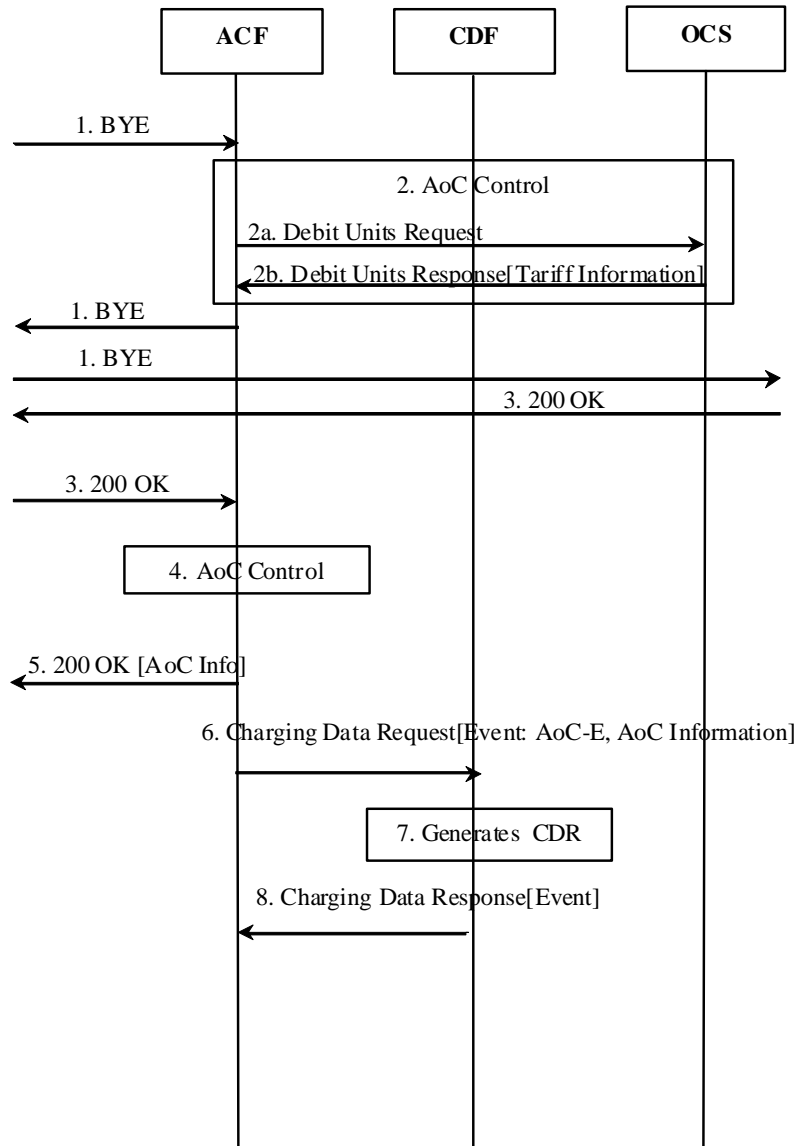 ACF
CDF
OCS
1. BYE
2. AoC Control
2a. Debit Units Request
2b. Debit Units Response[Tariff Information]
1. BYE
1. BYE
3. 200 OK
3. 200 OK
4. AoC Control
5. 200 OK [AoC Info]
6. Charging Data Request[Event: AoC-E, AoC Information]
7. Generates CDR
8. Charging Data Response[Event]